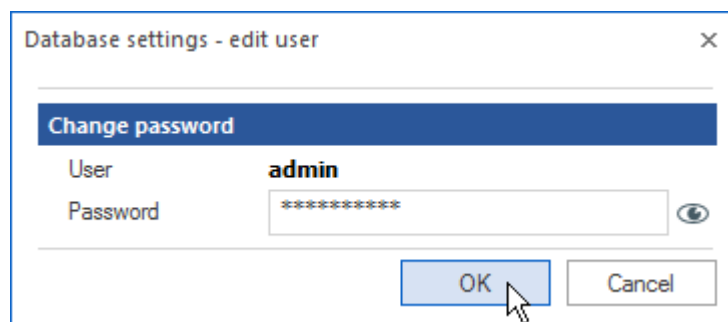 Database settings - edit user
Change password
User admin
Password **********
OK Cancel